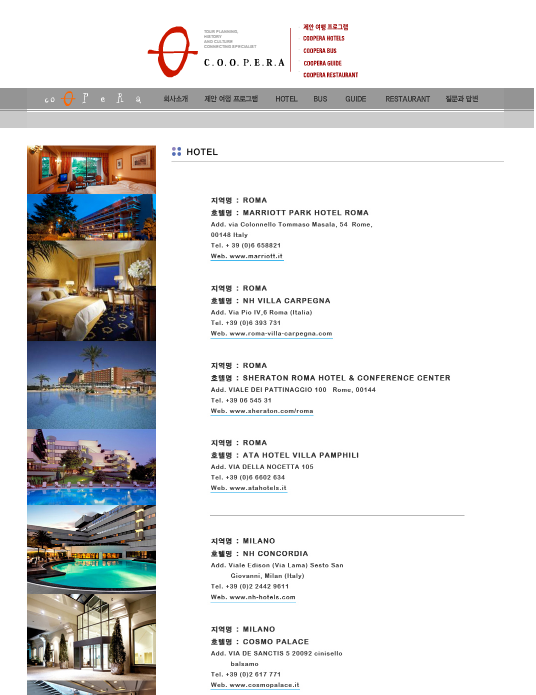 TOUR PLANNING,
HISTORY
AND CULTURE
CONNECTING SPECIALIST
C.O.O.P.E.R.A
제안 여행 프로그램
COOPERA HOTELS
COOPERA BUS
COOPERA GUIDE
COOPERA RESTAURANT
co o P e R a
회사소개 제안 여행 프로그램 HOTEL BUS GUIDE RESTAURANT 질문과 답변
HOTEL
지역명 : ROMA
호텔명 : MARRIOTT PARK HOTEL ROMA
Add. via Colonnello Tommaso Masala, 54 Rome,
00148 Italy
Tel. + 39 (0)6 658821
Web. www.marriott.it
지역명 : ROMA
호텔명 : NH VILLA CARPEGNA
Add. Via Pio IV,6 Roma (Italia)
Tel. +39 (0)6 393 731
Web. www.roma-villa-carpegna.com
지역명 : ROMA
호텔명 : SHERATON ROMA HOTEL & CONFERENCE CENTER
Add. VIALE DEI PATTINAGGIO 100 Rome, 00144
Tel. +39 06 545 31
Web. www.sheraton.com/roma
지역명 : ROMA
호텔명 : ATA HOTEL VILLA PAMPHILI
Add. VIA DELLA NOCETTA 105
Tel. +39 (0)6 6602 634
Web. www.atahotels.it
지역명 : MILANO
호텔명 : NH CONCORDIA
Add. Viale Edison (Via Lama) Sesto San
Giovanni, Milan (Italy)
Tel. +39 (0)2 2442 9611
Web. www.nh-hotels.com
지역명 : MILANO
호텔명 : COSMO PALACE
Add. VIA DE SANCTIS 5 20092 cinisello
balsamo
Tel. +39 (0)2 617 771
Web. www.cosmopalace.it